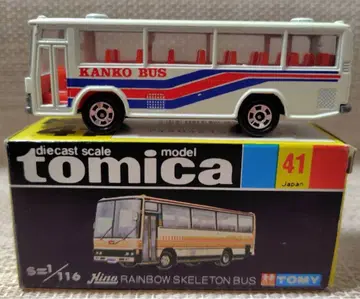 KANKO BUS
diecast scale model
tomica
41
Japan
S=1/116
Hino RAINBOW SKELETON BUS
TOMY